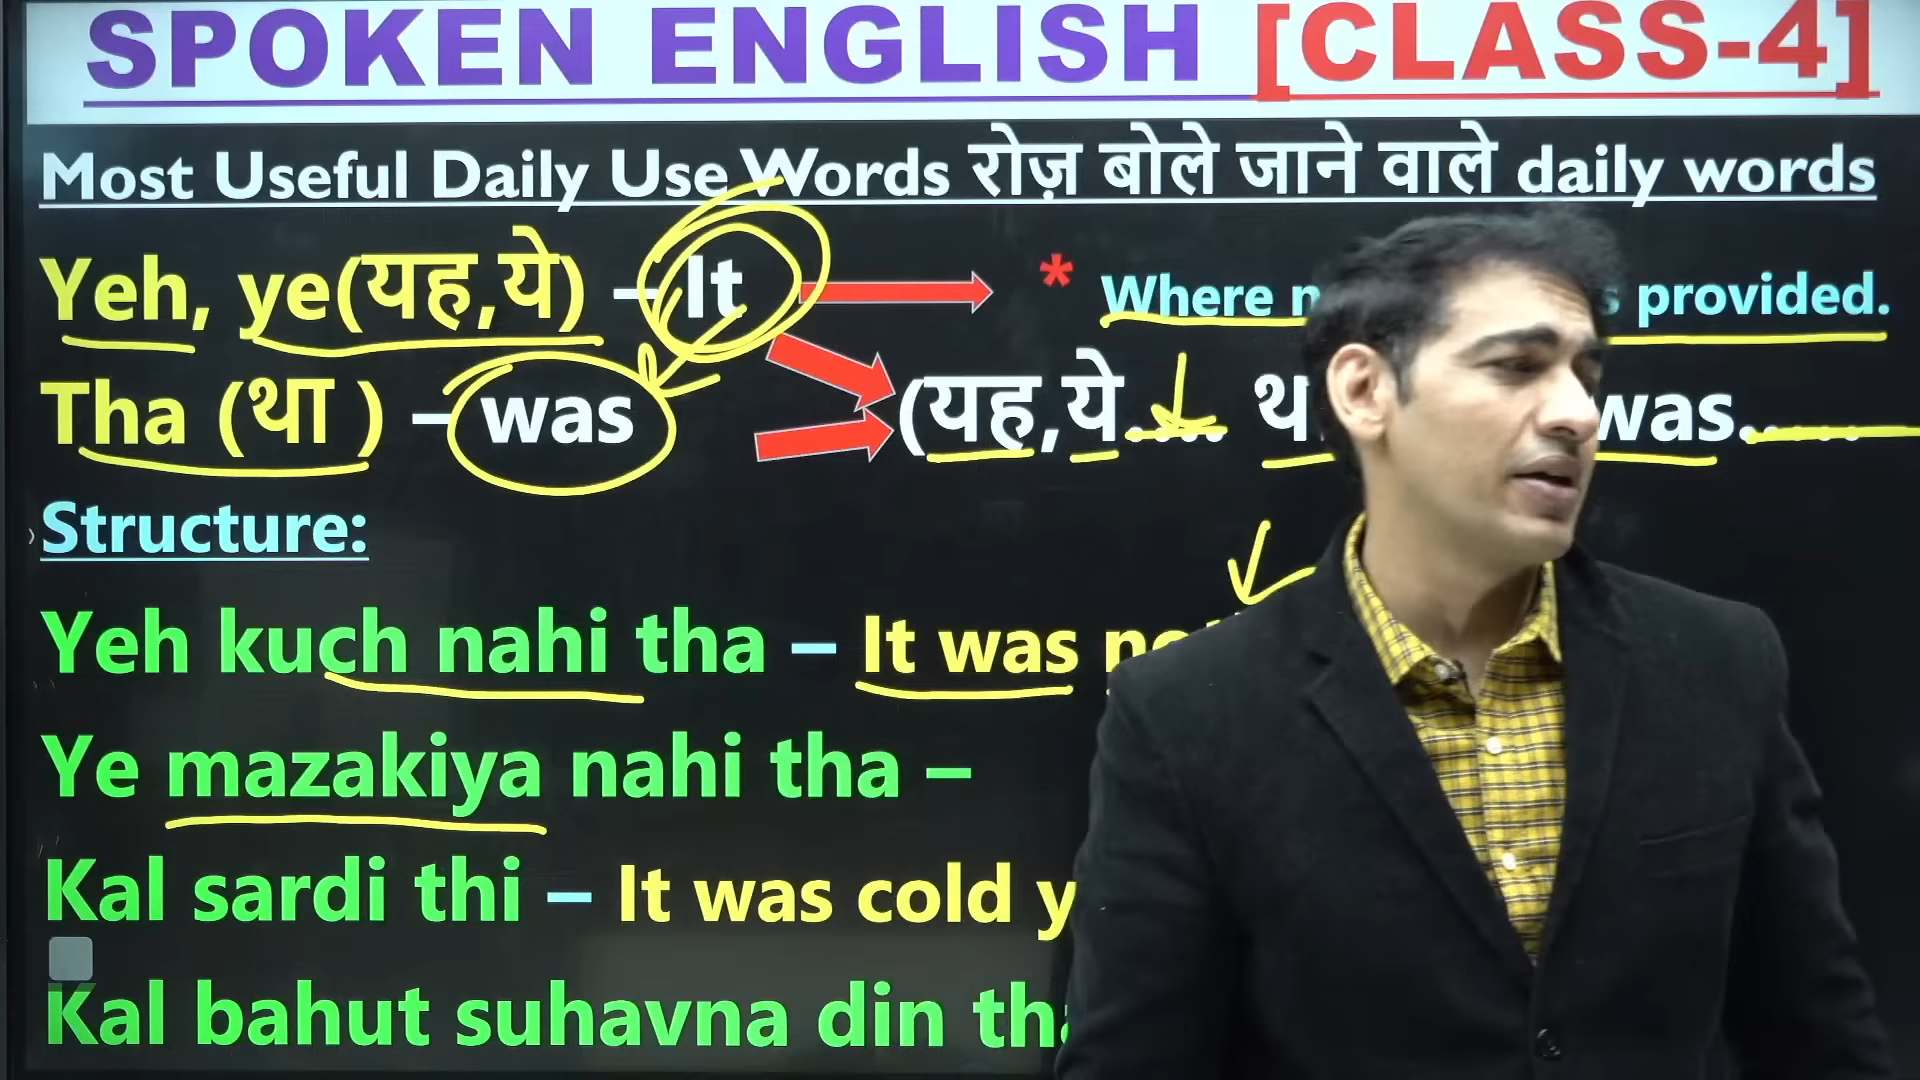 SPOKEN ENGLISH [CLASS-4]
Most Useful Daily Use Words रोज़ बोले जाने वाले daily words
Yeh, ye(यह,ये) – It
* Where provided.
Tha (था ) – was
(यह,ये.... was......
Structure:
Yeh kuch nahi tha – It was
Ye mazakiya nahi tha –
Kal sardi thi – It was cold
Kal bahut suhavna din